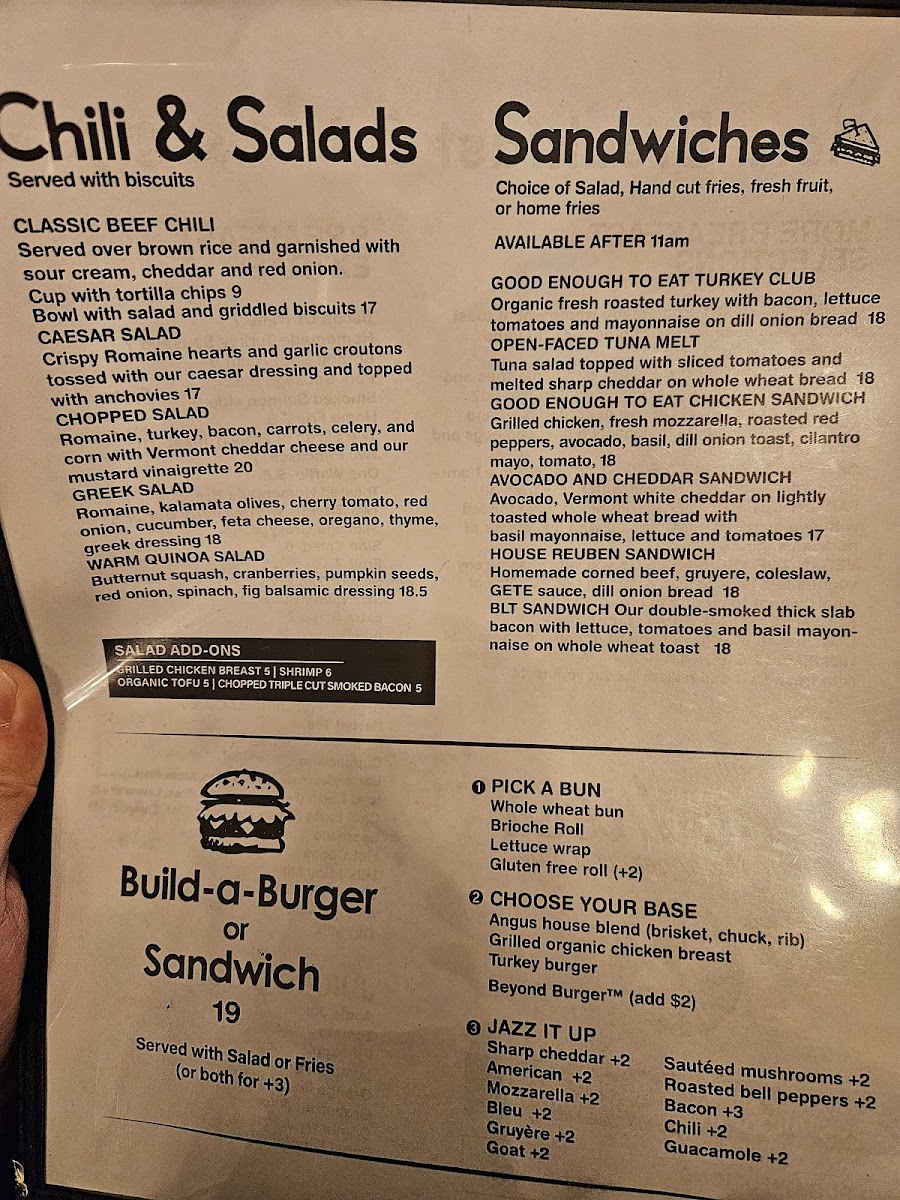 Chili & Salads
Served with biscuits
CLASSIC BEEF CHILI
Served over brown rice and garnished with
sour cream, cheddar and red onion.
Cup with tortilla chips 9
Bowl with salad and griddled biscuits 17
CAESAR SALAD
Crispy Romaine hearts and garlic croutons
tossed with our caesar dressing and topped
with anchovies 17
CHOPPED SALAD
Romaine, turkey, bacon, carrots, celery, and
corn with Vermont cheddar cheese and our
mustard vinaigrette 20
GREEK SALAD
Romaine, kalamata olives, cherry tomato, red
onion, cucumber, feta cheese, oregano, thyme,
greek dressing 18
WARM QUINOA SALAD
Butternut squash, cranberries, pumpkin seeds,
red onion, spinach, fig balsamic dressing 18.5
SALAD ADD-ONS
GRILLED CHICKEN BREAST 5 | SHRIMP 6
ORGANIC TOFU 5 | CHOPPED TRIPLE CUT SMOKED BACON 5
Sandwiches
Choice of Salad, Hand cut fries, fresh fruit,
or home fries
AVAILABLE AFTER 11am
GOOD ENOUGH TO EAT TURKEY CLUB
Organic fresh roasted turkey with bacon, lettuce
tomatoes and mayonnaise on dill onion bread 18
OPEN-FACED TUNA MELT
Tuna salad topped with sliced tomatoes and
melted sharp cheddar on whole wheat bread 18
GOOD ENOUGH TO EAT CHICKEN SANDWICH
Grilled chicken, fresh mozzarella, roasted red
peppers, avocado, basil, dill onion toast, cilantro
mayo, tomato, 18
AVOCADO AND CHEDDAR SANDWICH
Avocado, Vermont white cheddar on lightly
toasted whole wheat bread with
basil mayonnaise, lettuce and tomatoes 17
HOUSE REUBEN SANDWICH
Homemade corned beef, gruyere, coleslaw,
GETE sauce, dill onion bread 18
BLT SANDWICH Our double-smoked thick slab
bacon with lettuce, tomatoes and basil mayon-
naise on whole wheat toast 18
Build-a-Burger
or
Sandwich
19
Served with Salad or Fries
(or both for +3)
❶ PICK A BUN
Whole wheat bun
Brioche Roll
Lettuce wrap
Gluten free roll (+2)
❷ CHOOSE YOUR BASE
Angus house blend (brisket, chuck, rib)
Grilled organic chicken breast
Turkey burger
Beyond Burger™ (add $2)
❸ JAZZ IT UP
Sharp cheddar +2
American +2
Mozzarella +2
Bleu +2
Gruyère +2
Goat +2
Sautéed mushrooms +2
Roasted bell peppers +2
Bacon +3
Chili +2
Guacamole +2